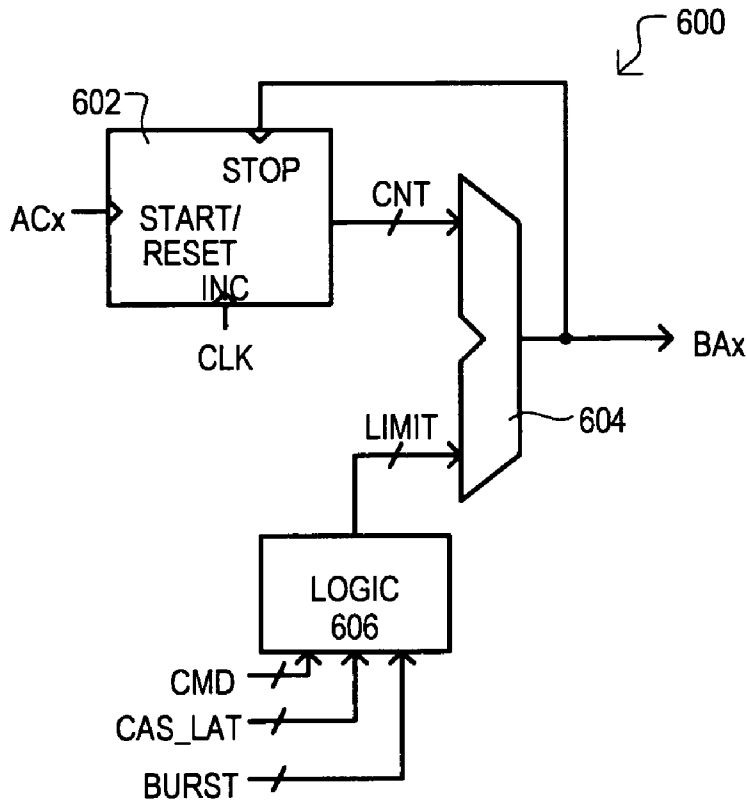 600
602
STOP
CNT
ACx
START/
RESET
INC
CLK
BAx
LIMIT
604
LOGIC
606
CMD
CAS_LAT
BURST